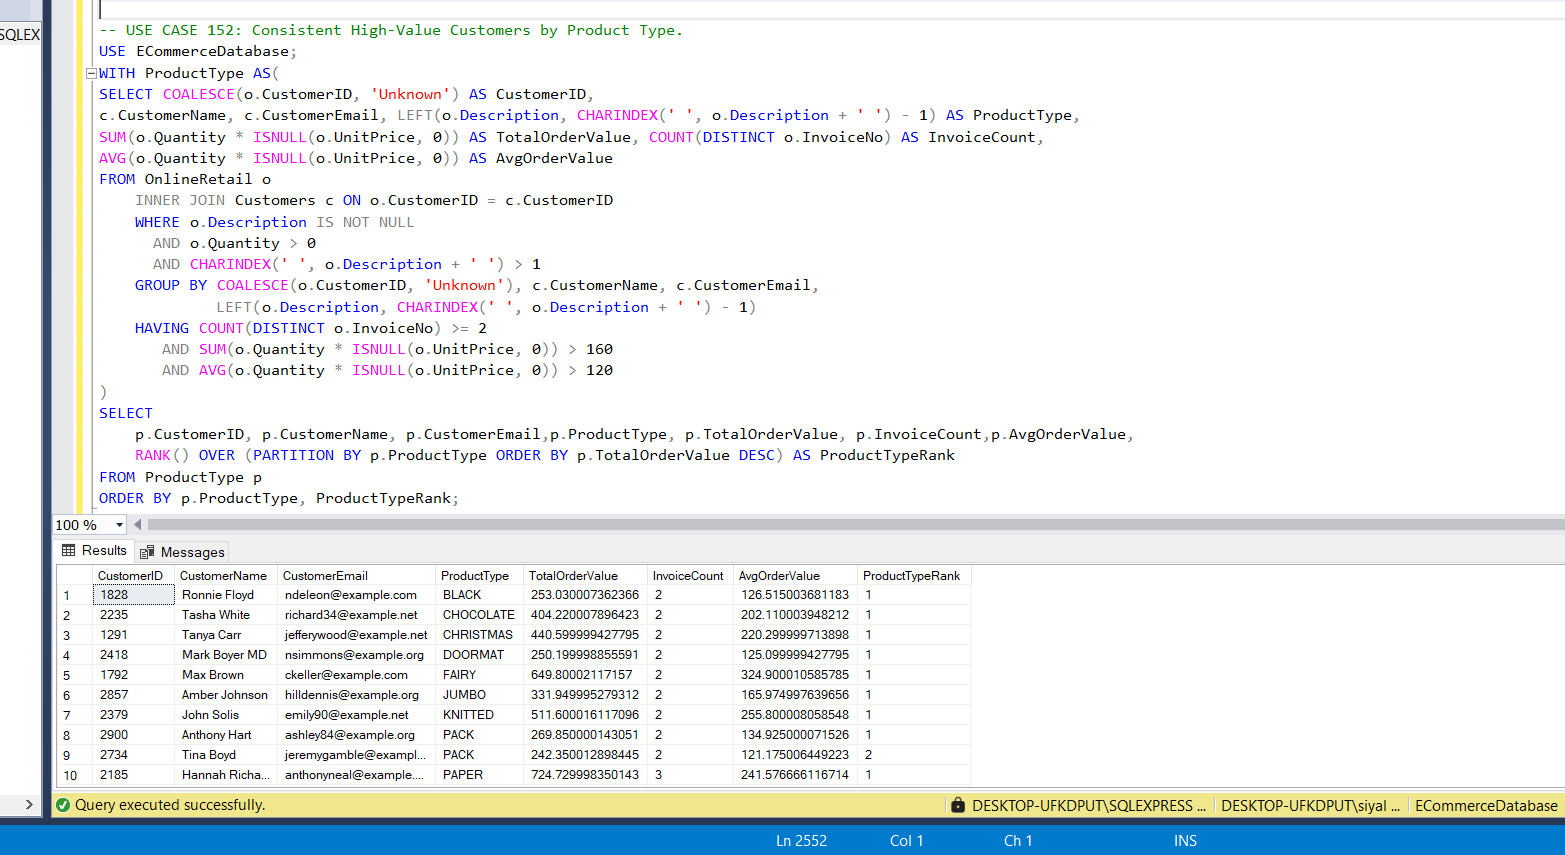 SQLEX
-- USE CASE 152: Consistent High-Value Customers by Product Type.
USE ECommerceDatabase;
WITH ProductType AS(
SELECT COALESCE(o.CustomerID, 'Unknown') AS CustomerID,
c.CustomerName, c.CustomerEmail, LEFT(o.Description, CHARINDEX(' ', o.Description + ' ') - 1) AS ProductType,
SUM(o.Quantity * ISNULL(o.UnitPrice, 0)) AS TotalOrderValue, COUNT(DISTINCT o.InvoiceNo) AS InvoiceCount,
AVG(o.Quantity * ISNULL(o.UnitPrice, 0)) AS AvgOrderValue
FROM OnlineRetail o
INNER JOIN Customers c ON o.CustomerID = c.CustomerID
WHERE o.Description IS NOT NULL
AND o.Quantity > 0
AND CHARINDEX(' ', o.Description + ' ') > 1
GROUP BY COALESCE(o.CustomerID, 'Unknown'), c.CustomerName, c.CustomerEmail,
LEFT(o.Description, CHARINDEX(' ', o.Description + ' ') - 1)
HAVING COUNT(DISTINCT o.InvoiceNo) >= 2
AND SUM(o.Quantity * ISNULL(o.UnitPrice, 0)) > 160
AND AVG(o.Quantity * ISNULL(o.UnitPrice, 0)) > 120
)
SELECT
p.CustomerID, p.CustomerName, p.CustomerEmail,p.ProductType, p.TotalOrderValue, p.InvoiceCount,p.AvgOrderValue,
RANK() OVER (PARTITION BY p.ProductType ORDER BY p.TotalOrderValue DESC) AS ProductTypeRank
FROM ProductType p
ORDER BY p.ProductType, ProductTypeRank;
100 %
Results Messages
CustomerID CustomerName CustomerEmail ProductType TotalOrderValue InvoiceCount AvgOrderValue ProductTypeRank
1 1828 Ronnie Floyd ndeleon@example.com BLACK 253.030007362366 2 126.515003681183 1
2 2235 Tasha White richard34@example.net CHOCOLATE 404.220007896423 2 202.110003948212 1
3 1291 Tanya Carr jefferywood@example.net CHRISTMAS 440.599999427795 2 220.299999713898 1
4 2418 Mark Boyer MD nsimmons@example.org DOORMAT 250.199998855591 2 125.099999427795 1
5 1792 Max Brown ckeller@example.com FAIRY 649.80002117157 2 324.900010585785 1
6 2857 Amber Johnson hilldennis@example.org JUMBO 331.949995279312 2 165.974997639656 1
7 2379 John Solis emily90@example.net KNITTED 511.600016117096 2 255.800008058548 1
8 2900 Anthony Hart ashley84@example.org PACK 269.850000143051 2 134.925000071526 1
9 2734 Tina Boyd jeremygamble@exampl... PACK 242.350012898445 2 121.175006449223 2
10 2185 Hannah Richa... anthonyneal@example.... PAPER 724.729998350143 3 241.576666116714 1
Query executed successfully. DESKTOP-UFKDPUT\SQLEXPRESS ... DESKTOP-UFKDPUT\siyal ... ECommerceDatabase
Ln 2552 Col 1 Ch 1 INS